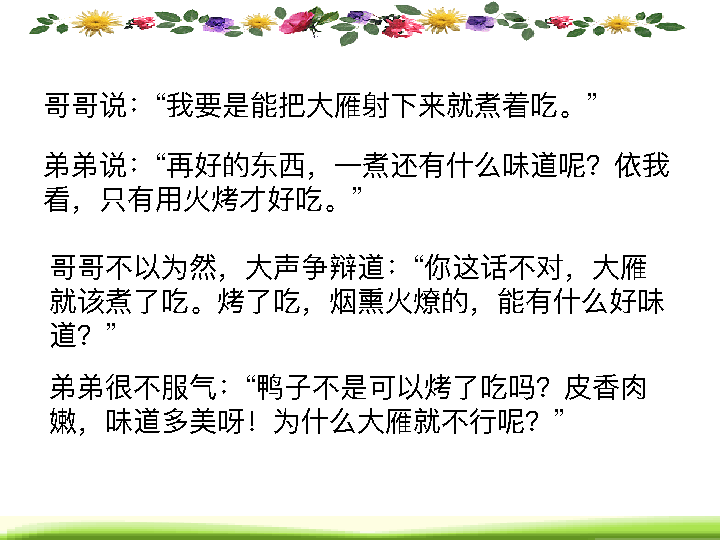 哥哥说：“我要是能把大雁射下来就煮着吃。”
弟弟说：“再好的东西，一煮还有什么味道呢？依我
看，只有用火烤才好吃。”
哥哥不以为然，大声争辩道：“你这话不对，大雁
就该煮了吃。烤了吃，烟熏火燎的，能有什么好味
道？”
弟弟很不服气：“鸭子不是可以烤了吃吗？皮香肉
嫩，味道多美呀！为什么大雁就不行呢？”